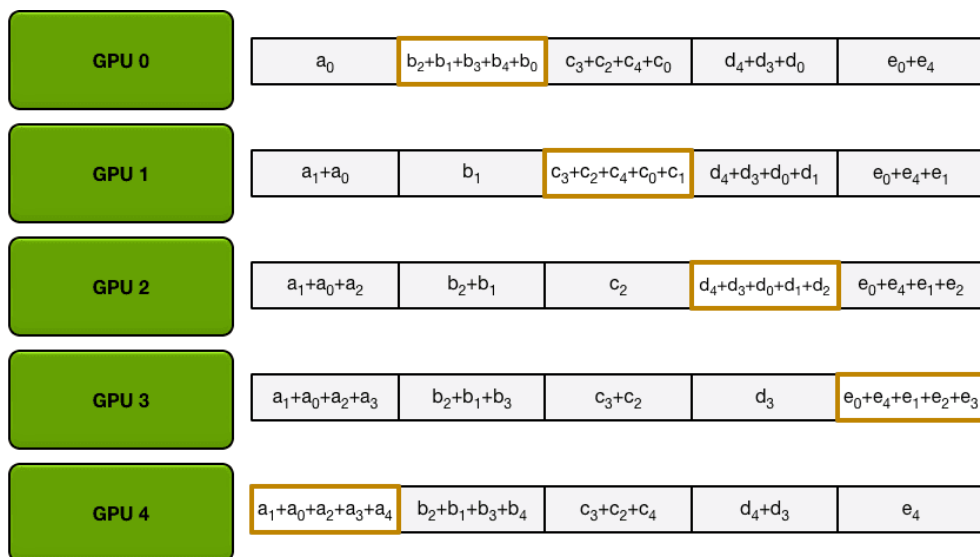 GPU 0 a₀ b₂+b₁+b₃+b₄+b₀ c₃+c₂+c₄+c₀ d₄+d₃+d₀ e₀+e₄
GPU 1 a₁+a₀ b₁ c₃+c₂+c₄+c₀+c₁ d₄+d₃+d₀+d₁ e₀+e₄+e₁
GPU 2 a₁+a₀+a₂ b₂+b₁ c₂ d₄+d₃+d₀+d₁+d₂ e₀+e₄+e₁+e₂
GPU 3 a₁+a₀+a₂+a₃ b₂+b₁+b₃ c₃+c₂ d₃ e₀+e₄+e₁+e₂+e₃
GPU 4 a₁+a₀+a₂+a₃+a₄ b₂+b₁+b₃+b₄ c₃+c₂+c₄ d₄+d₃ e₄